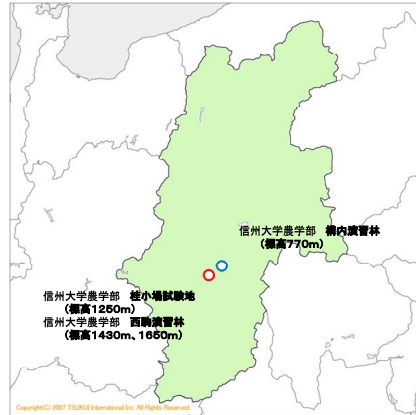 信州大学農学部　構内演習林
(標高770m)
信州大学農学部　桂小場試験地
(標高1250m)
信州大学農学部　西駒演習林
(標高1430m、1650m)
Copyright(C) 2007 TSUKIJI International Inc. All Rights Reserved.